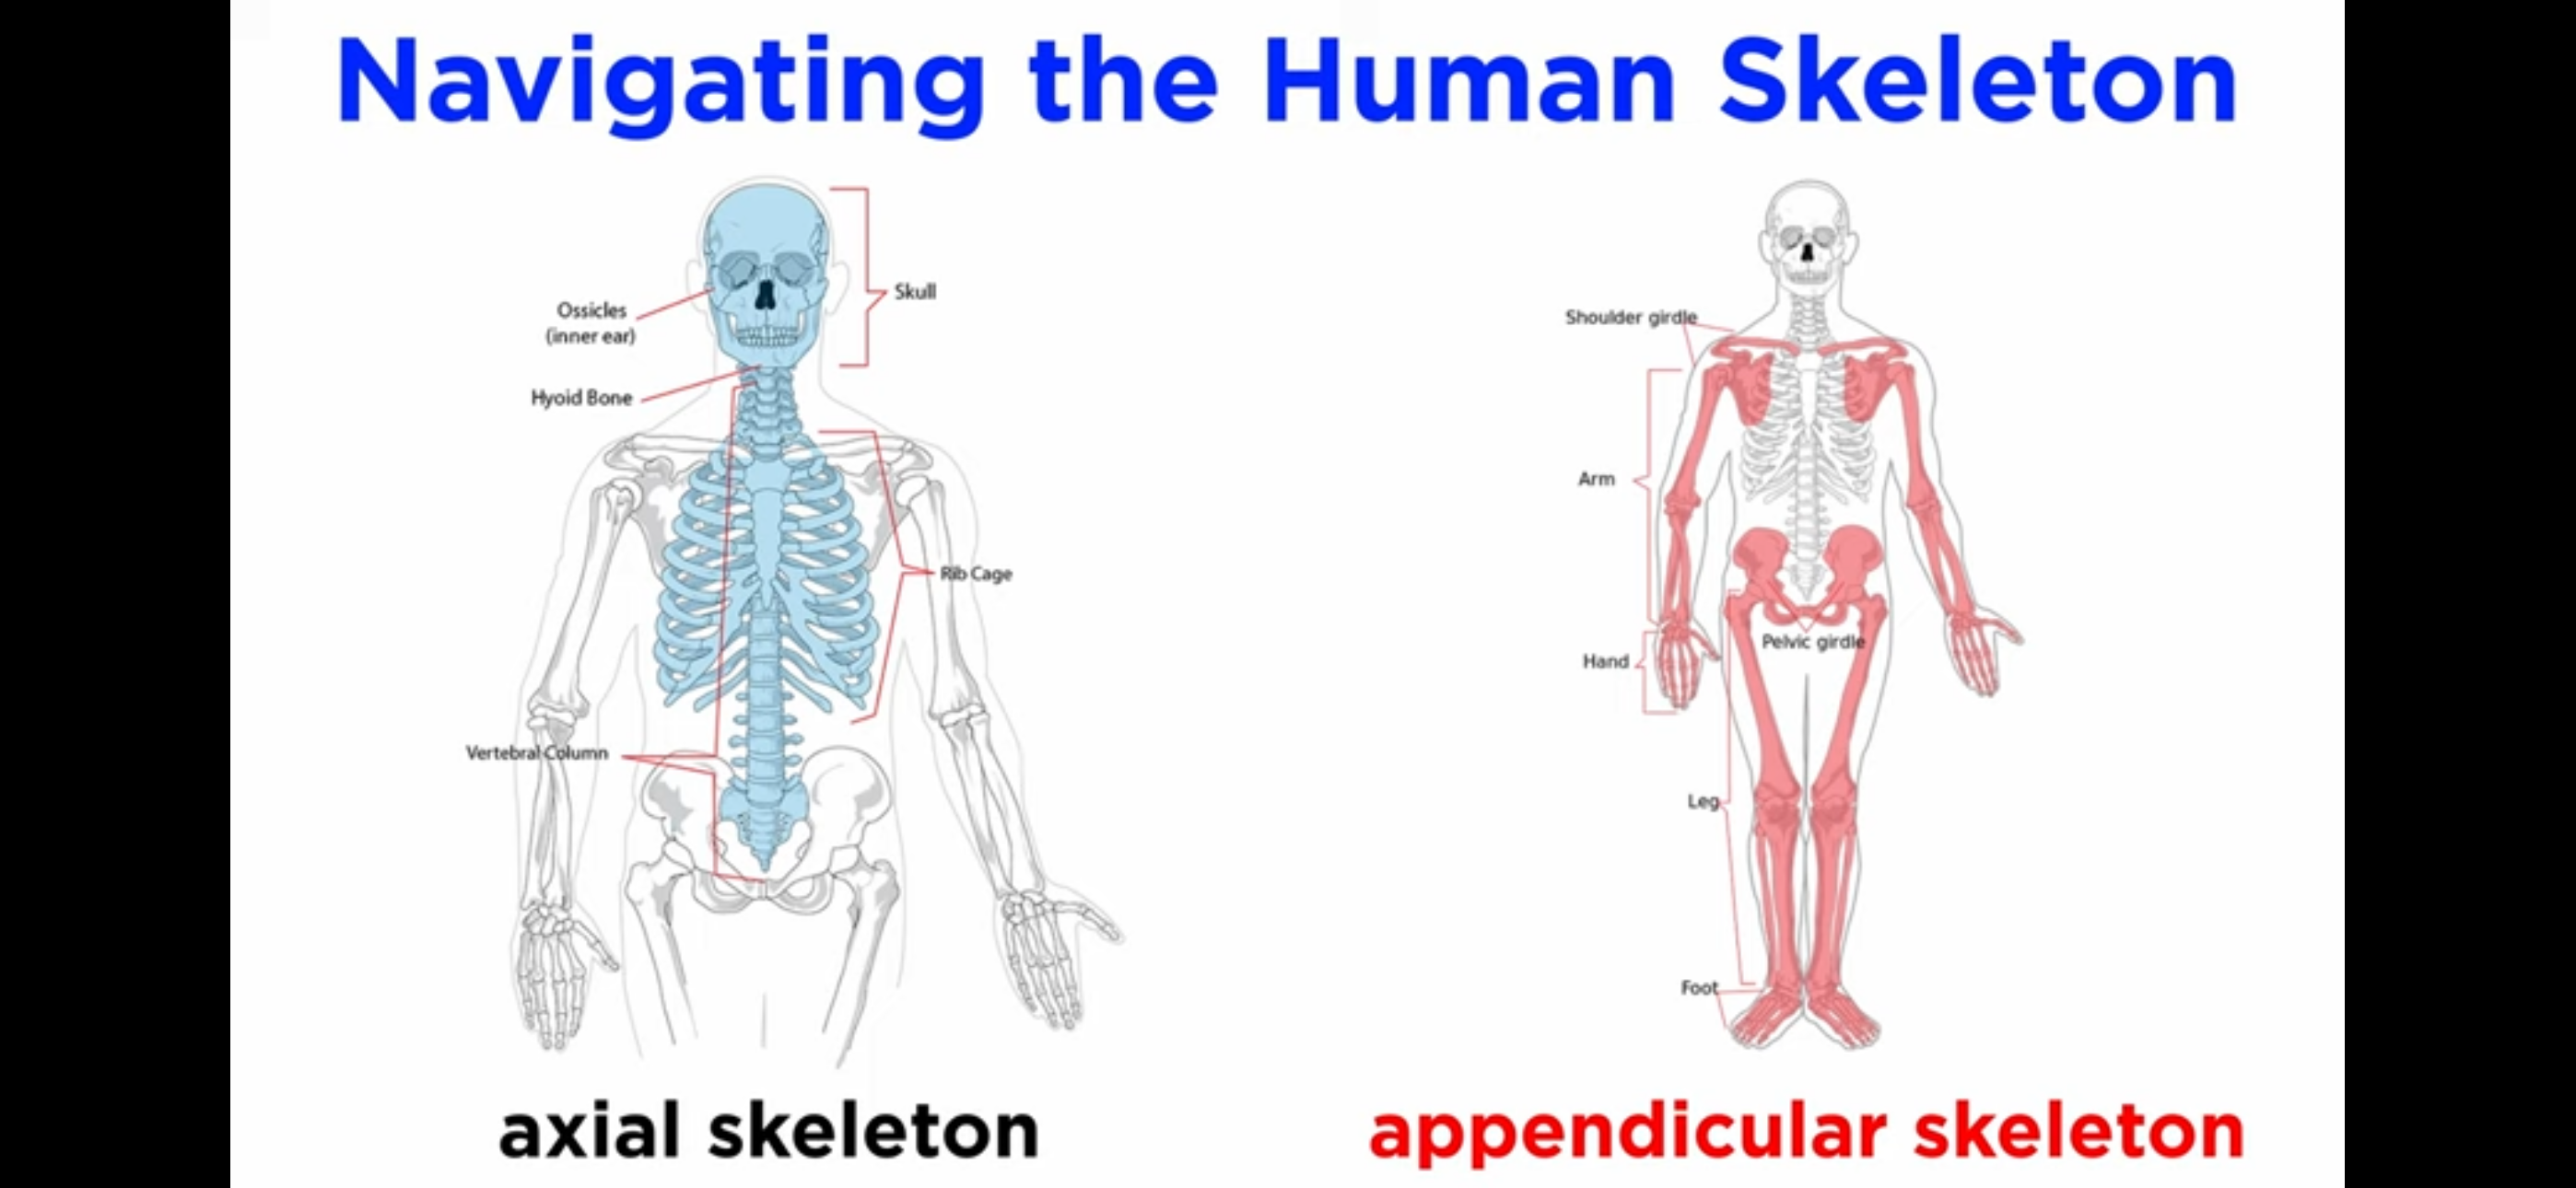 Navigating the Human Skeleton
Ossicles
(inner ear)
Skull
Hyoid Bone
Rib Cage
Vertebral Column
axial skeleton
Shoulder girdle
Arm
Hand
Pelvic girdle
Leg
Foot
appendicular skeleton